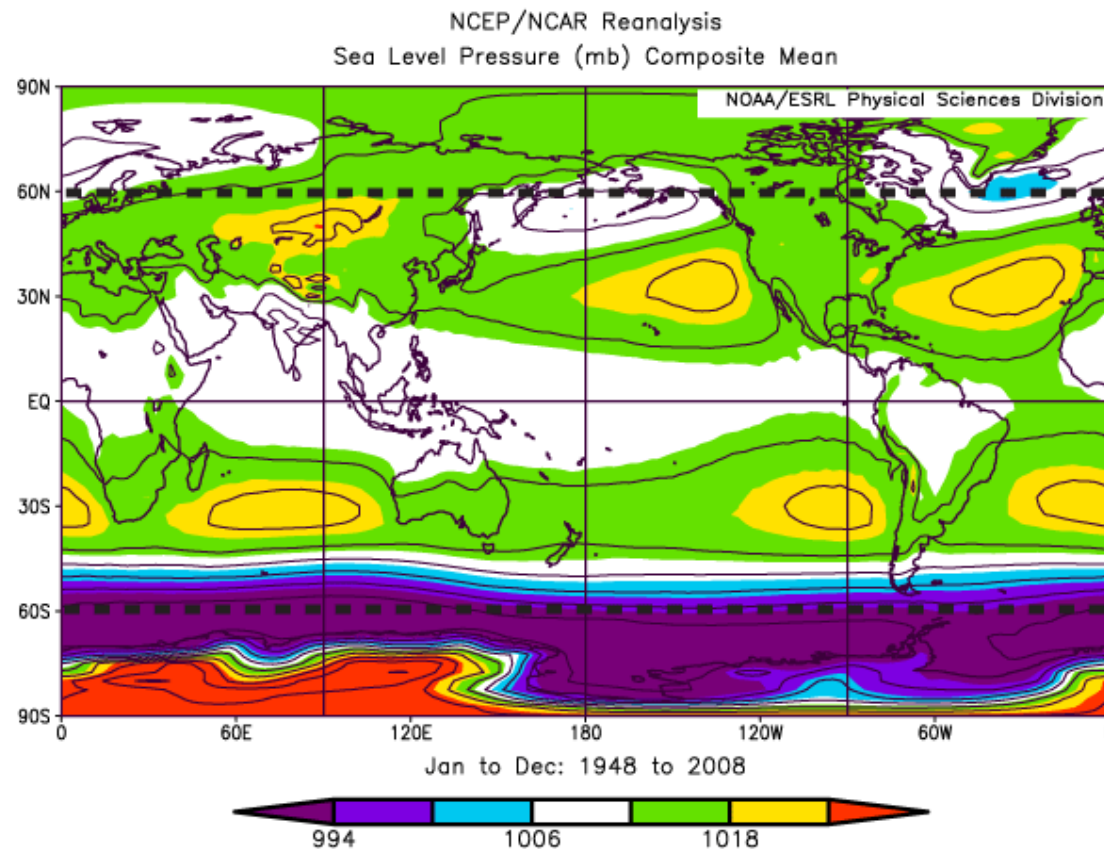 NCEP/NCAR Reanalysis
Sea Level Pressure (mb) Composite Mean
NOAA/ESRL Physical Sciences Division
90N
60N
30N
EQ
30S
60S
90S
0 60E 120E 180 120W 60W
Jan to Dec: 1948 to 2008
994 1006 1018